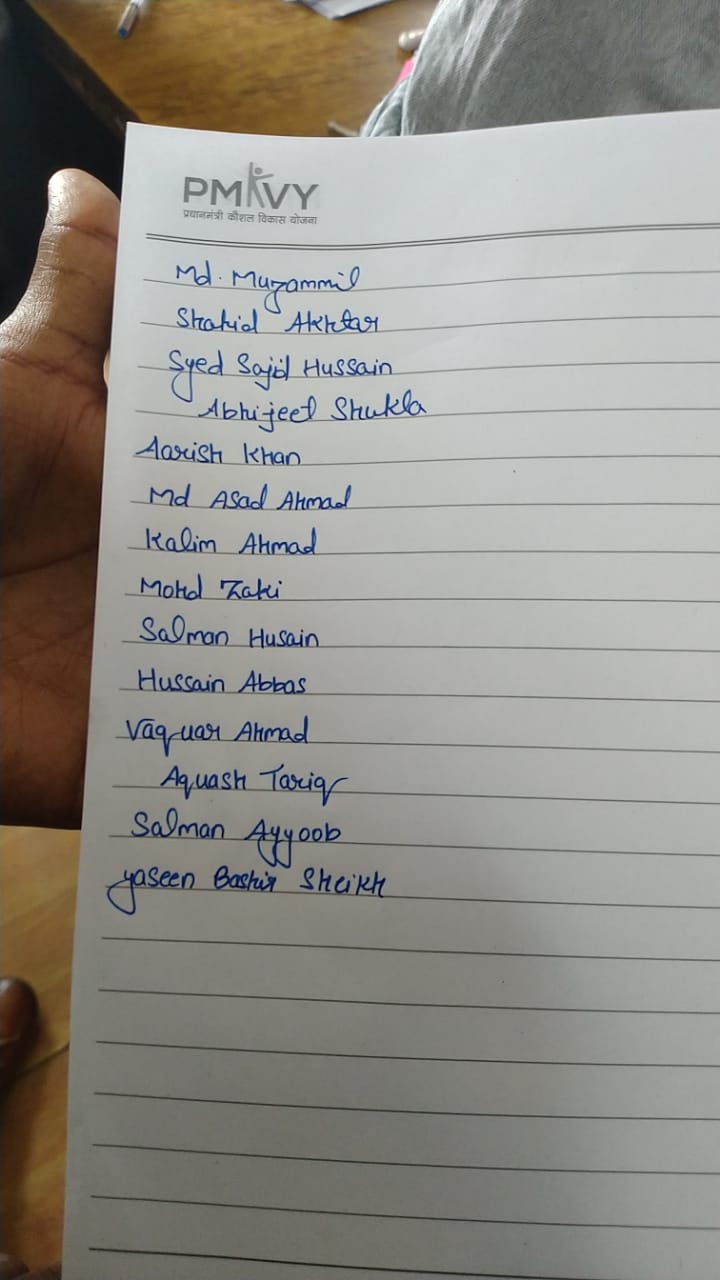 PMKVY
प्रधानमंत्री कौशल विकास योजना
Md. Muzammil
Shahid Akhtar
Syed Sajid Hussain
Abhijeet Shukla
Aarish Khan
Md Asad Ahmad
Kalim Ahmad
Mohd Zaki
Salman Husain
Hussain Abbas
Vaquar Ahmad
Aquash Tariq
Salman Ayyoob
yaseen Bashir Sheikh